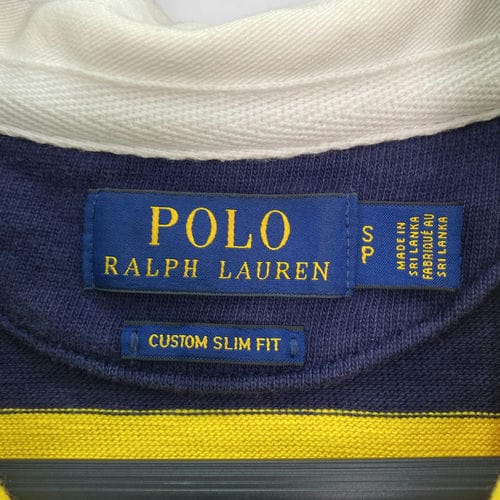 POLO
RALPH LAUREN
S
P
MADE IN
SRI LANKA
FABRIQUÉ AU
SRI LANKA
CUSTOM SLIM FIT